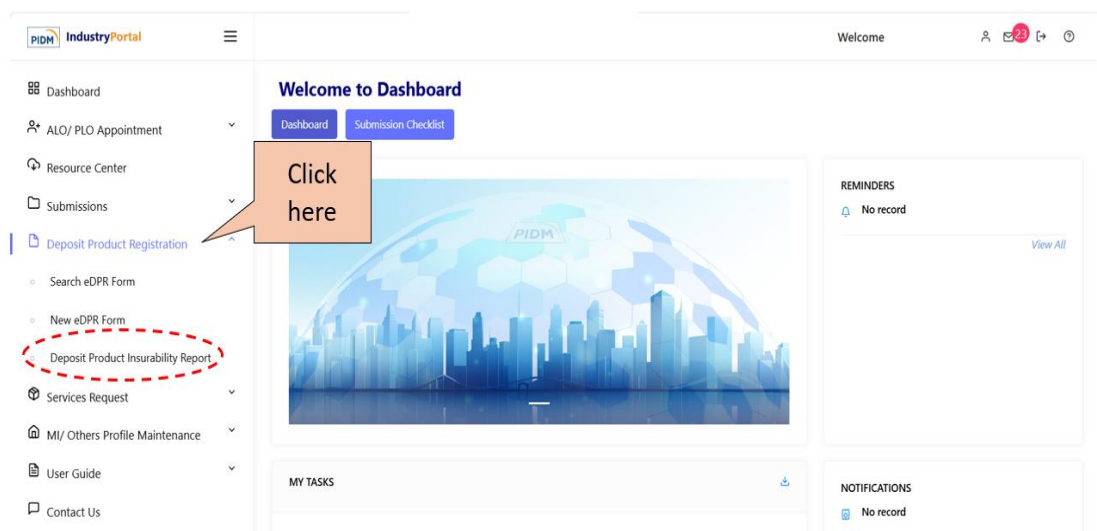 PIDM IndustryPortal
Welcome
23
Dashboard
ALO/ PLO Appointment
Resource Center
Submissions
Deposit Product Registration
Search eDPR Form
New eDPR Form
Deposit Product Insurability Report
Services Request
MI/ Others Profile Maintenance
User Guide
Contact Us
Welcome to Dashboard
Dashboard
Submission Checklist
Click
here
PIDM
MY TASKS
REMINDERS
No record
View All
NOTIFICATIONS
No record